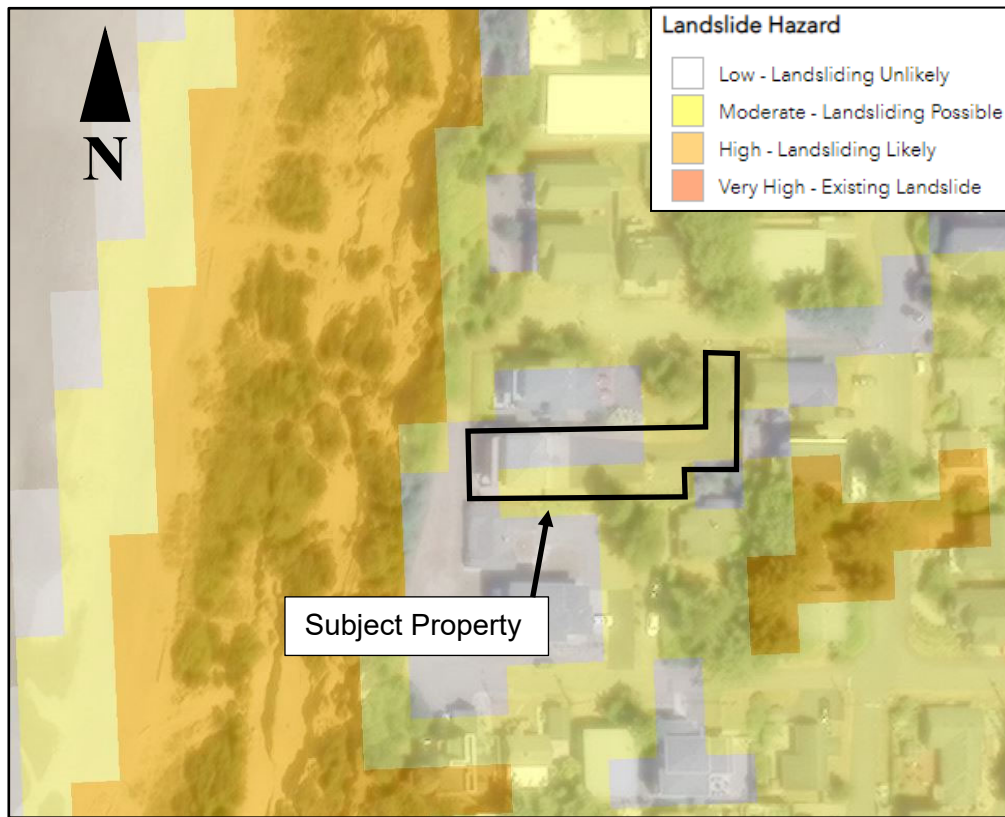 Landslide Hazard
Low - Landsliding Unlikely
Moderate - Landsliding Possible
High - Landsliding Likely
Very High - Existing Landslide
N
Subject Property